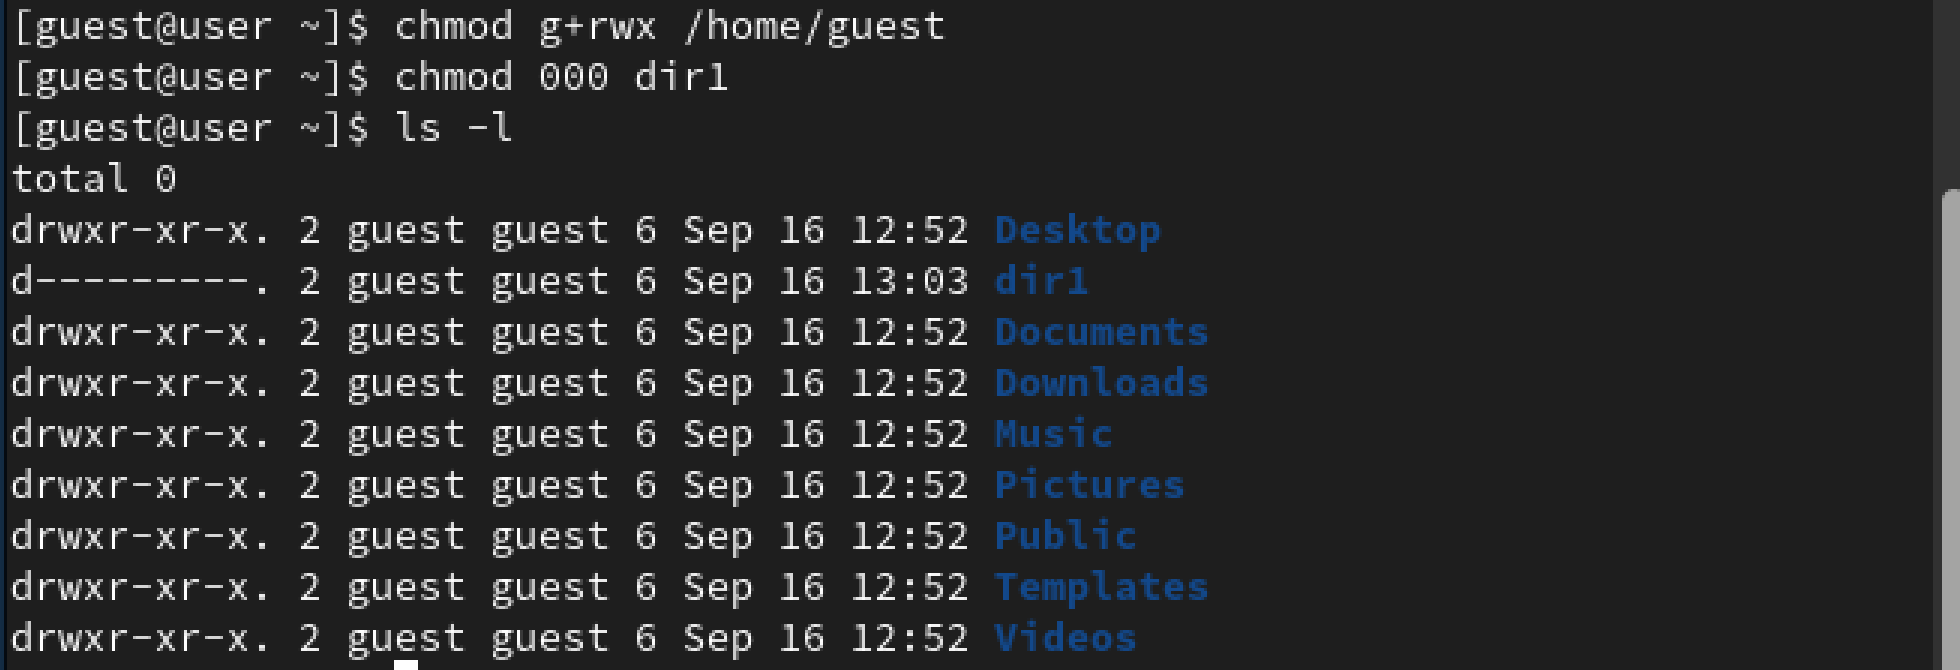 [guest@user ~]$ chmod g+rwx /home/guest
[guest@user ~]$ chmod 000 dir1
[guest@user ~]$ ls -l
total 0
drwxr-xr-x. 2 guest guest 6 Sep 16 12:52 Desktop
d---------. 2 guest guest 6 Sep 16 13:03 dir1
drwxr-xr-x. 2 guest guest 6 Sep 16 12:52 Documents
drwxr-xr-x. 2 guest guest 6 Sep 16 12:52 Downloads
drwxr-xr-x. 2 guest guest 6 Sep 16 12:52 Music
drwxr-xr-x. 2 guest guest 6 Sep 16 12:52 Pictures
drwxr-xr-x. 2 guest guest 6 Sep 16 12:52 Public
drwxr-xr-x. 2 guest guest 6 Sep 16 12:52 Templates
drwxr-xr-x. 2 guest guest 6 Sep 16 12:52 Videos